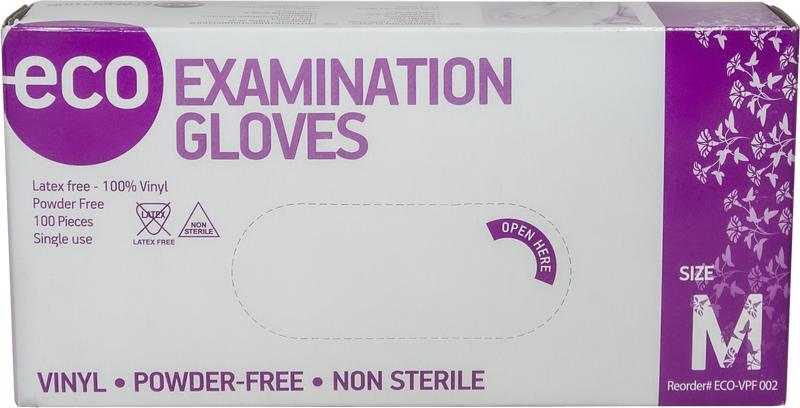 eco
EXAMINATION
GLOVES
Latex free - 100% Vinyl
Powder Free
100 Pieces
Single use
LATEX
LATEX FREE
NON
STERILE
OPEN HERE
SIZE
M
Reorder# ECO-VPF 002
VINYL • POWDER-FREE • NON STERILE